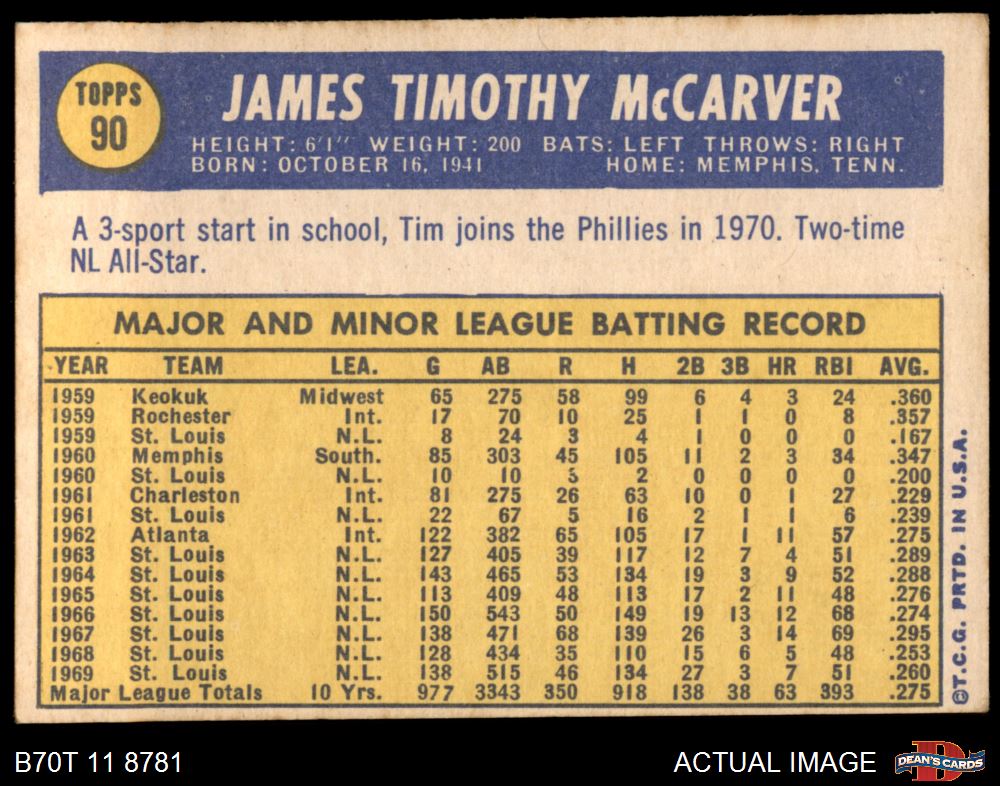 TOPPS
90
JAMES TIMOTHY McCARVER
HEIGHT: 6'1" WEIGHT: 200 BATS: LEFT THROWS: RIGHT
BORN: OCTOBER 16, 1941 HOME: MEMPHIS, TENN.
A 3-sport start in school, Tim joins the Phillies in 1970. Two-time
NL All-Star.
MAJOR AND MINOR LEAGUE BATTING RECORD
YEAR TEAM LEA. G AB R H 2B 3B HR RBI AVG.
1959 Keokuk Midwest 65 275 58 99 6 4 3 24 .360
1959 Rochester Int. 17 70 10 25 1 1 0 8 .357
1959 St. Louis N.L. 8 24 3 4 1 0 0 0 .167
1960 Memphis South. 85 303 45 105 11 2 3 34 .347
1960 St. Louis N.L. 10 10 3 2 0 0 0 0 .200
1961 Charleston Int. 81 275 26 63 10 0 1 27 .229
1961 St. Louis N.L. 22 67 5 16 2 1 1 6 .239
1962 Atlanta Int. 122 382 65 105 17 1 11 57 .275
1963 St. Louis N.L. 127 405 39 117 12 7 4 51 .289
1964 St. Louis N.L. 143 465 53 134 19 3 9 52 .288
1965 St. Louis N.L. 113 409 48 113 17 2 11 48 .276
1966 St. Louis N.L. 150 543 50 149 19 13 12 68 .274
1967 St. Louis N.L. 138 471 68 139 26 3 14 69 .295
1968 St. Louis N.L. 128 434 35 110 15 6 5 48 .253
1969 St. Louis N.L. 138 515 46 134 27 3 7 51 .260
Major League Totals 10 Yrs. 977 3343 350 918 138 38 63 393 .275
©T.C.G. PRTD. IN U.S.A.
B70T 11 8781
ACTUAL IMAGE
D
DEAN'S CARDS